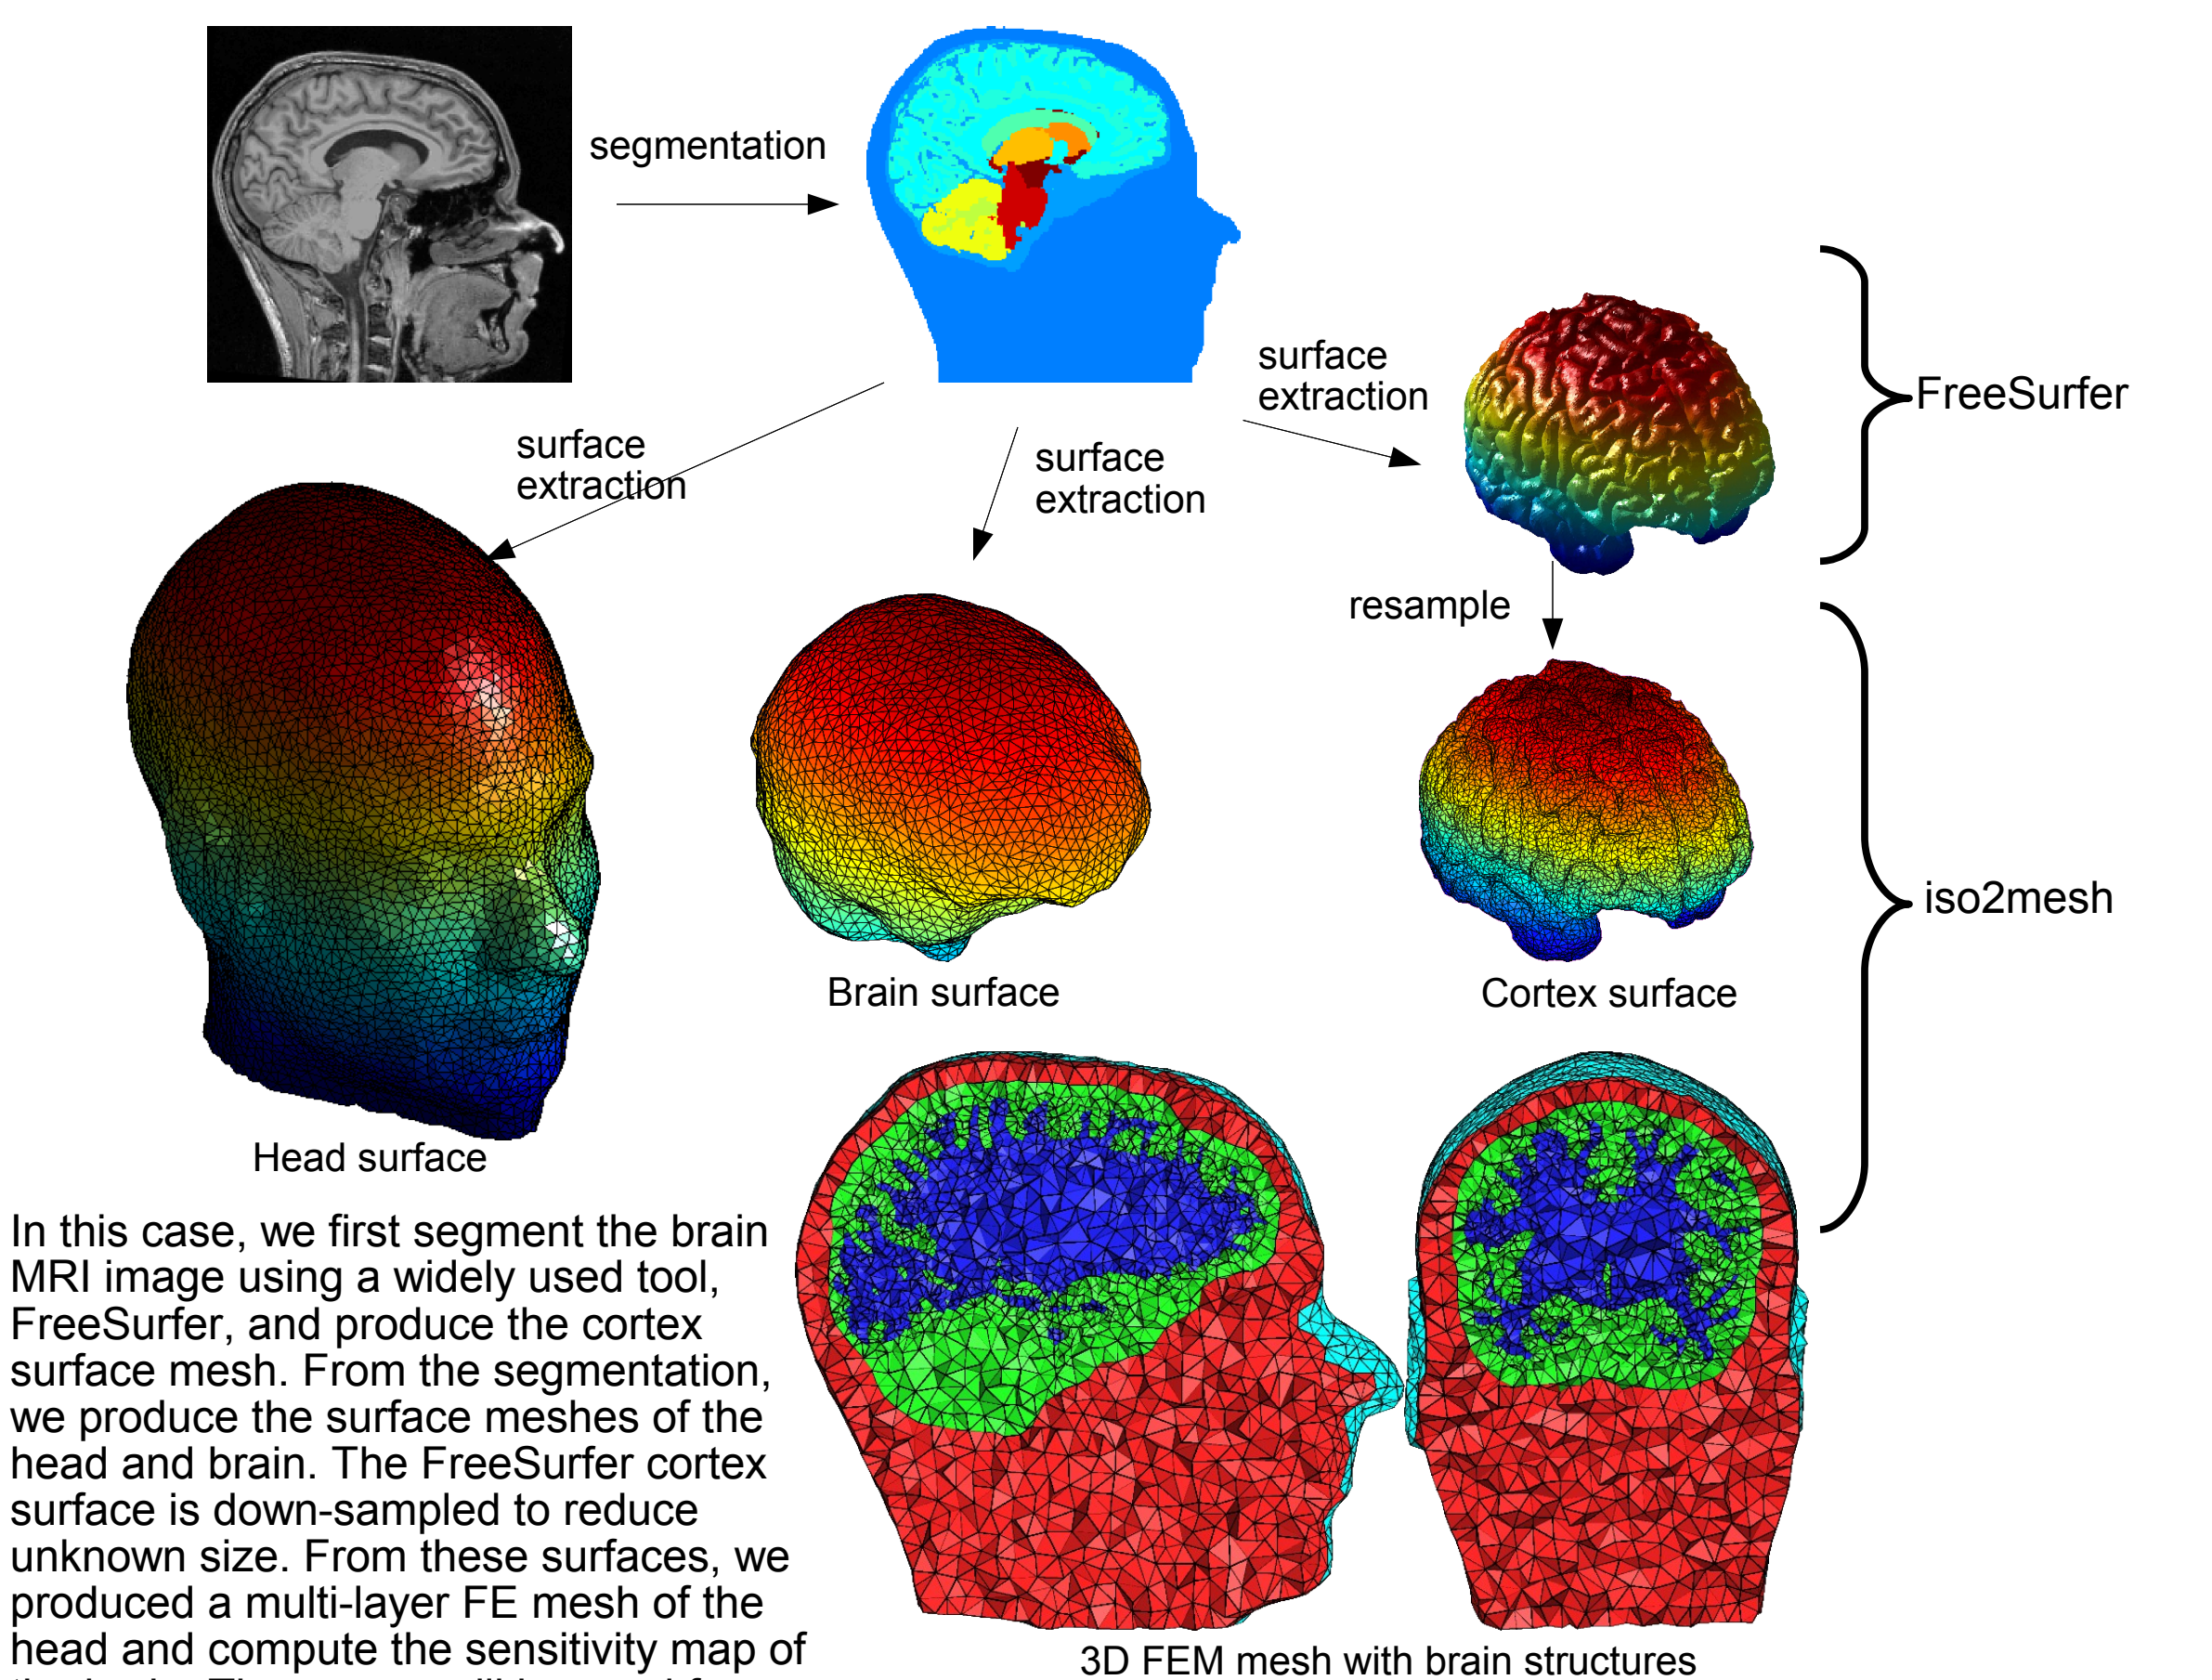 segmentation
surface
extraction
FreeSurfer
surface
extraction
surface
extraction
resample
iso2mesh
Brain surface
Cortex surface
Head surface
In this case, we first segment the brain
MRI image using a widely used tool,
FreeSurfer, and produce the cortex
surface mesh. From the segmentation,
we produce the surface meshes of the
head and brain. The FreeSurfer cortex
surface is down-sampled to reduce
unknown size. From these surfaces, we
produced a multi-layer FE mesh of the
head and compute the sensitivity map of
3D FEM mesh with brain structures